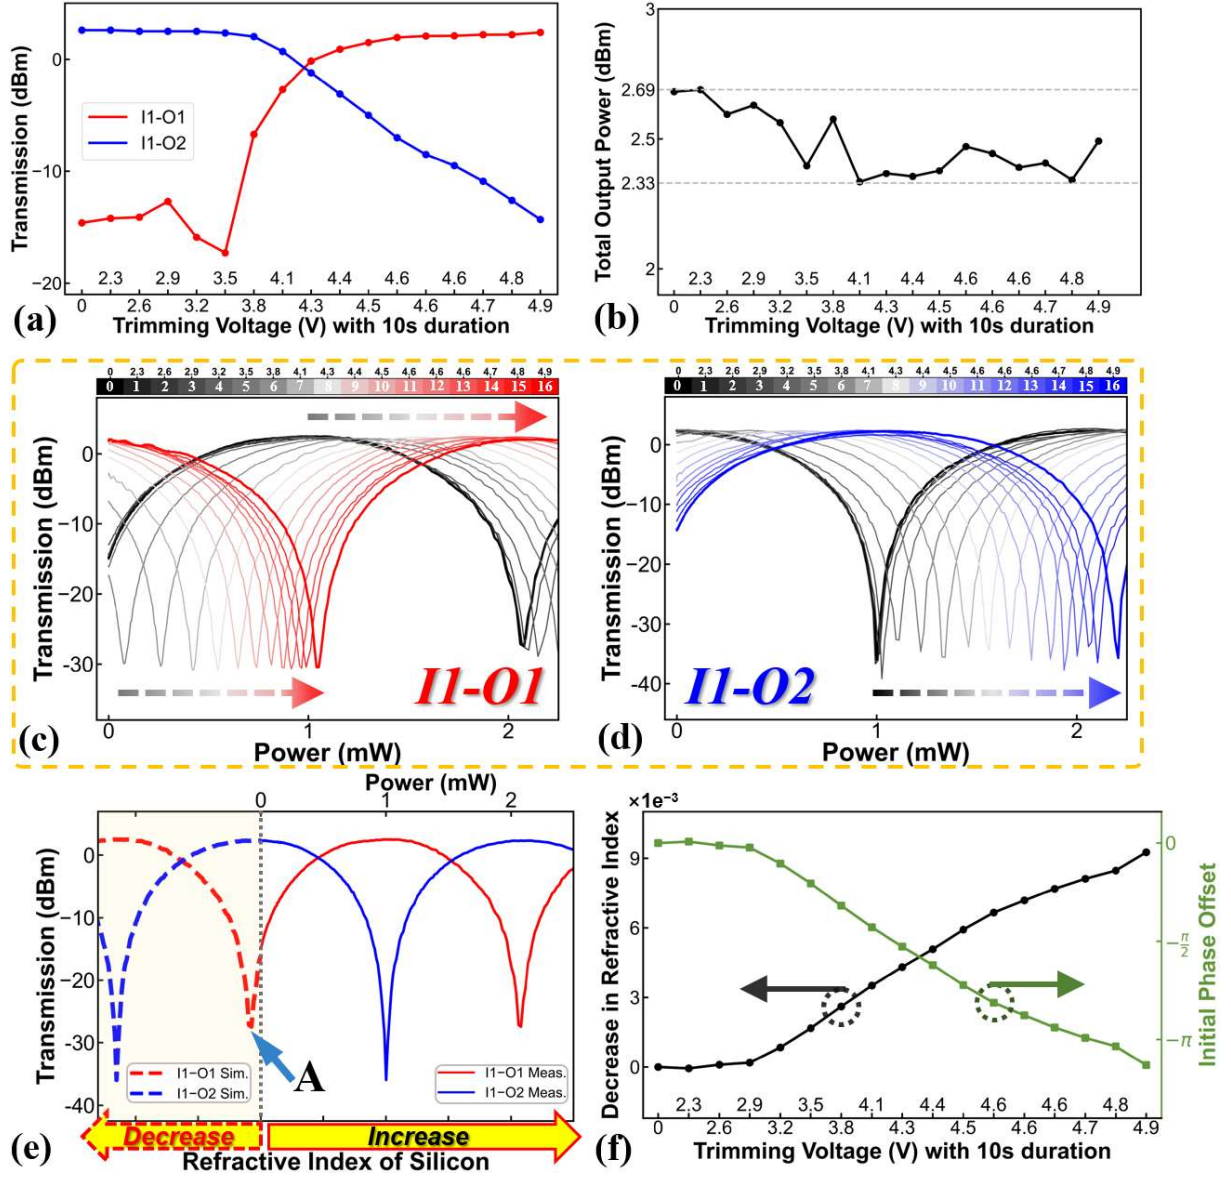 Transmission (dBm)
0
−10
−20
I1-O1
I1-O2
2.3 2.9 3.5 4.1 4.4 4.6 4.6 4.8
0 2.6 3.2 3.8 4.3 4.5 4.6 4.7 4.9
Trimming Voltage (V) with 10s duration
(a)
Total Output Power (dBm)
3
2.69
2.5
2.33
2
2.3 2.9 3.5 4.1 4.4 4.6 4.6 4.8
0 2.6 3.2 3.8 4.3 4.5 4.6 4.7 4.9
Trimming Voltage (V) with 10s duration
(b)
0 2.3 2.6 2.9 3.2 3.5 3.8 4.1 4.3 4.4 4.5 4.6 4.6 4.6 4.7 4.8 4.9
0 1 2 3 4 5 6 7 8 9 10 11 12 13 14 15 16
Transmission (dBm)
0
-10
-20
-30
I1-O1
0 1 2
Power (mW)
(c)
0 2.3 2.6 2.9 3.2 3.5 3.8 4.1 4.3 4.4 4.5 4.6 4.6 4.6 4.7 4.8 4.9
0 1 2 3 4 5 6 7 8 9 10 11 12 13 14 15 16
Transmission (dBm)
0
-10
-20
-30
-40
I1-O2
0 1 2
Power (mW)
(d)
Power (mW)
0 1 2
Transmission (dBm)
0
−10
−20
−30
−40
A
I1−O1 Sim.
I1−O2 Sim.
I1−O1 Meas.
I1−O2 Meas.
Decrease Increase
Refractive Index of Silicon
(e)
×1e⁻³
Decrease in Refractive Index
9
6
3
0
0
−π/2
−π
Initial Phase Offset
2.3 2.9 3.5 4.1 4.4 4.6 4.6 4.8
0 2.6 3.2 3.8 4.3 4.5 4.6 4.7 4.9
Trimming Voltage (V) with 10s duration
(f)